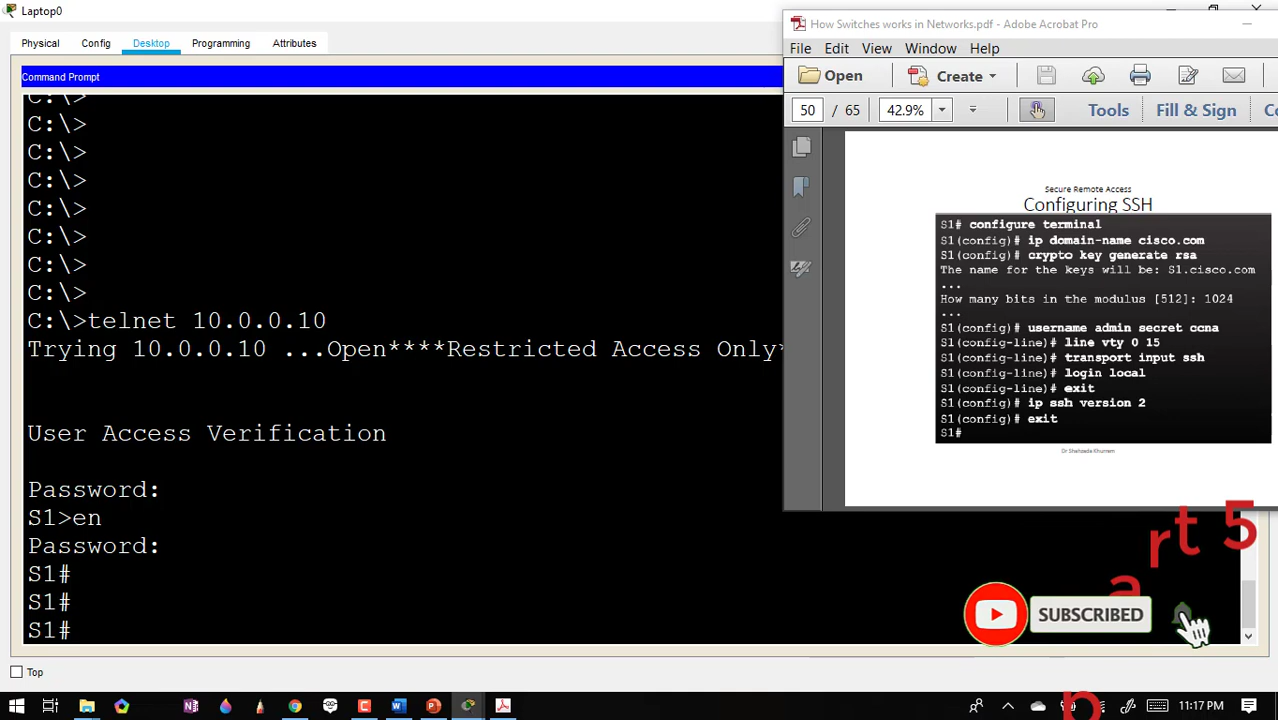 Laptop0
Physical Config Desktop Programming Attributes
Command Prompt
C:\>
C:\>
C:\>
C:\>
C:\>
C:\>
C:\>
C:\>
C:\>telnet 10.0.0.10
Trying 10.0.0.10 ...Open****Restricted Access Only*
User Access Verification
Password:
S1>en
Password:
S1#
S1#
S1#
Top
How Switches works in Networks.pdf - Adobe Acrobat Pro
File Edit View Window Help
Open Create
50 / 65 42.9% Tools Fill & Sign Co
Secure Remote Access
Configuring SSH
S1# configure terminal
S1(config)# ip domain-name cisco.com
S1(config)# crypto key generate rsa
The name for the keys will be: S1.cisco.com
...
How many bits in the modulus [512]: 1024
...
S1(config)# username admin secret ccna
S1(config-line)# line vty 0 15
S1(config-line)# transport input ssh
S1(config-line)# login local
S1(config-line)# exit
S1(config)# ip ssh version 2
S1(config)# exit
S1#
Dr Shahzada Khurram
part 5
SUBSCRIBED
11:17 PM